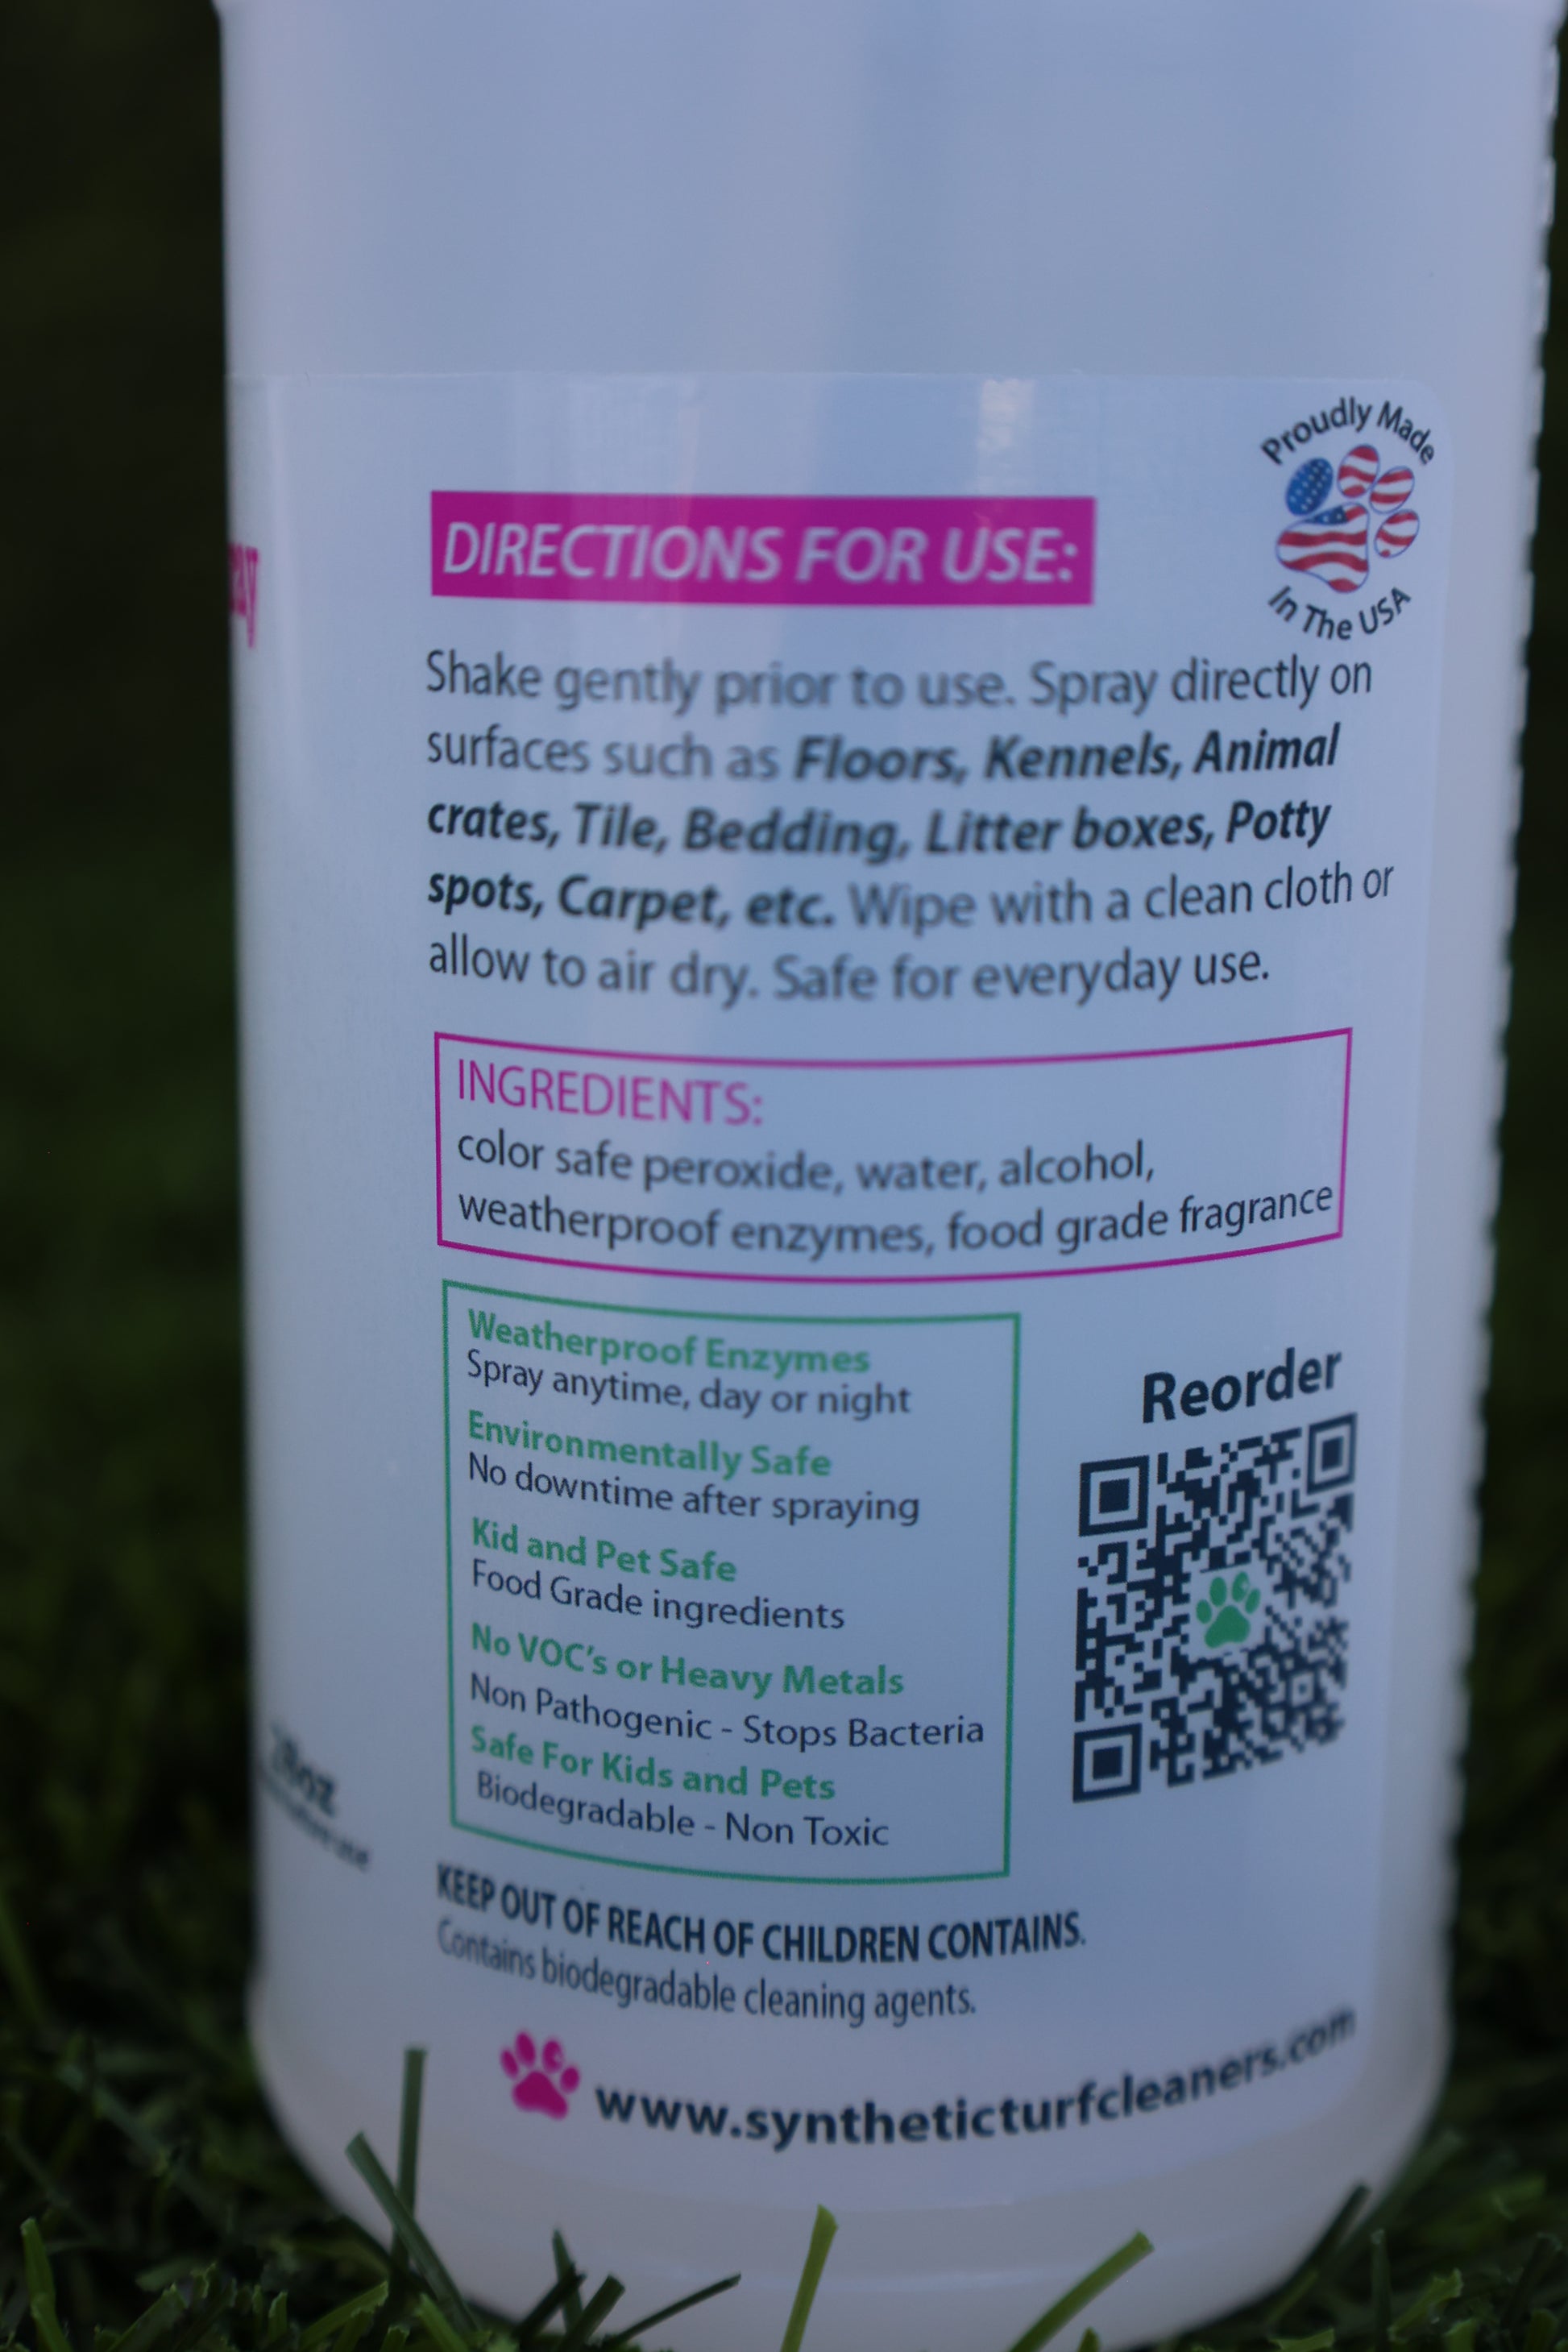 Proudly Made
In The USA
DIRECTIONS FOR USE:
Shake gently prior to use. Spray directly on
surfaces such as Floors, Kennels, Animal
crates, Tile, Bedding, Litter boxes, Potty
spots, Carpet, etc. Wipe with a clean cloth or
allow to air dry. Safe for everyday use.
INGREDIENTS:
color safe peroxide, water, alcohol,
weatherproof enzymes, food grade fragrance
Weatherproof Enzymes
Spray anytime, day or night
Environmentally Safe
No downtime after spraying
Kid and Pet Safe
Food Grade ingredients
No VOC's or Heavy Metals
Non Pathogenic - Stops Bacteria
Safe For Kids and Pets
Biodegradable - Non Toxic
Reorder
KEEP OUT OF REACH OF CHILDREN CONTAINS.
Contains biodegradable cleaning agents.
www.syntheticturfcleaners.com